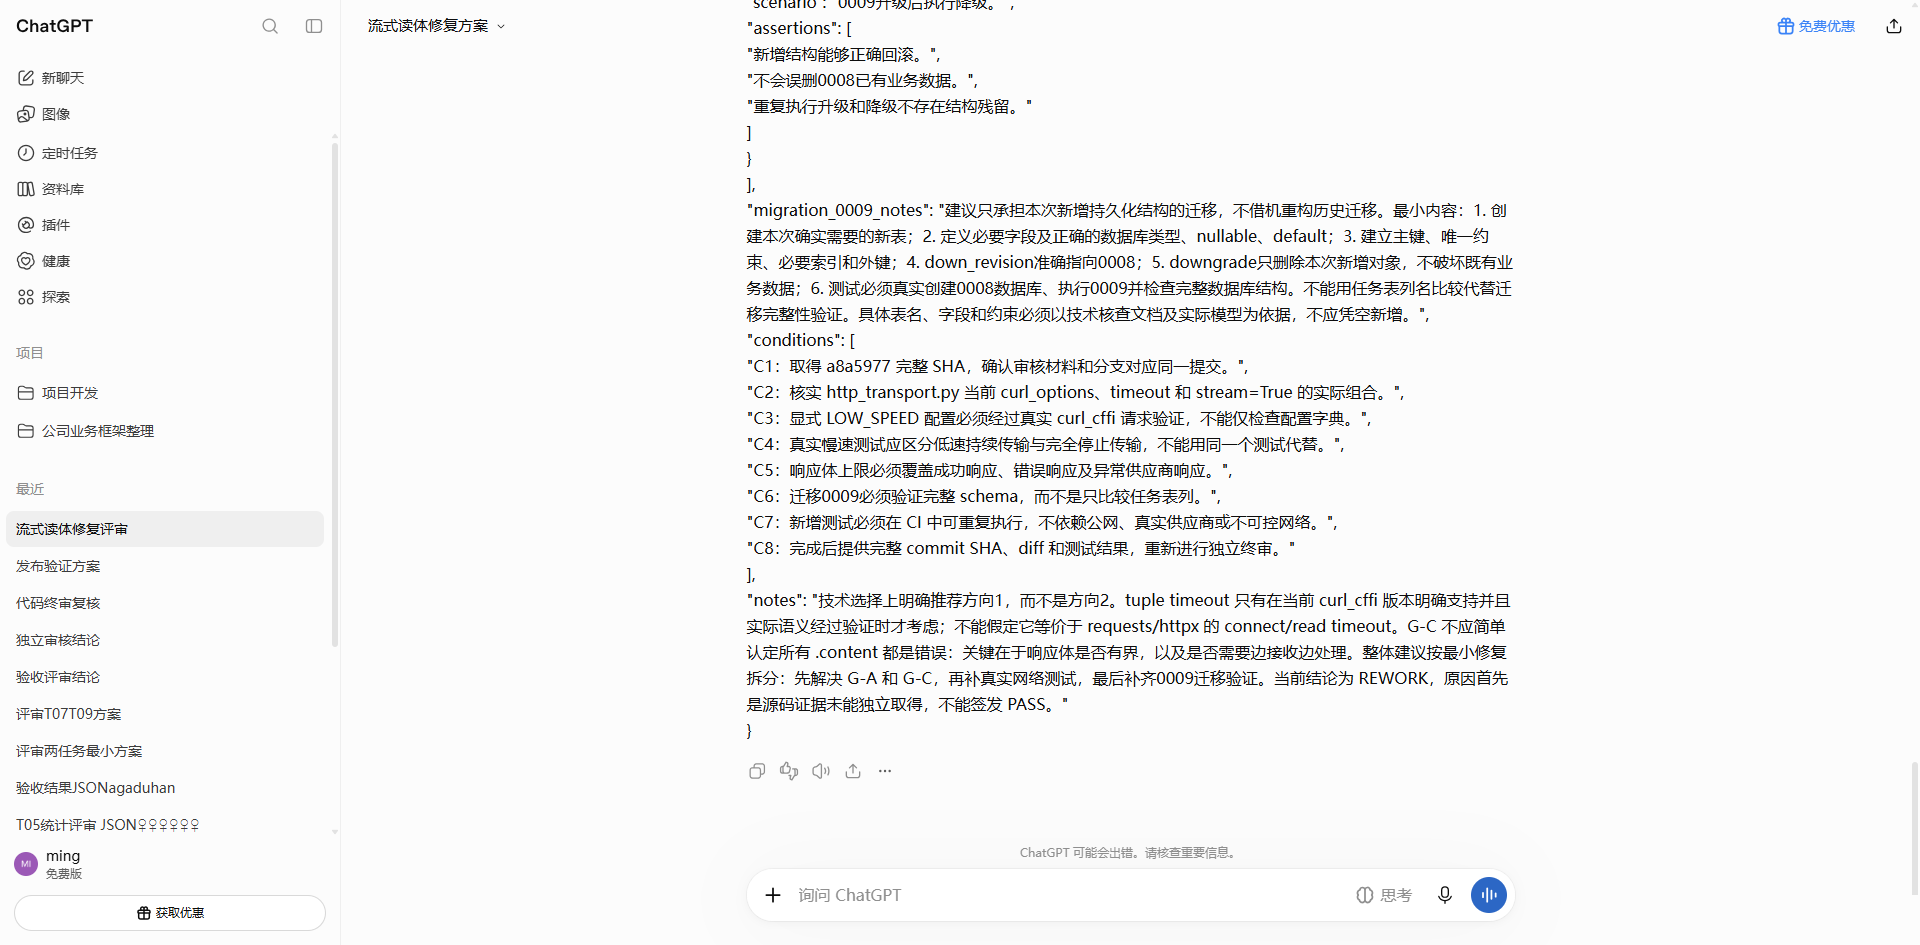 ChatGPT
新聊天
图像
定时任务
资料库
插件
健康
探索
项目
项目开发
公司业务框架整理
最近
流式读体修复评审
发布验证方案
代码终审复核
独立审核结论
验收评审结论
评审T07T09方案
评审两任务最小方案
验收结果JSONagaduhan
T05统计评审 JSON♀♀♀♀♀♀
MI
ming
免费版
获取优惠
流式读体修复方案
免费优惠
"scenario": "0009升级后执行降级。",
"assertions": [
"新增结构能够正确回滚。",
"不会误删0008已有业务数据。",
"重复执行升级和降级不存在结构残留。"
]
}
],
"migration_0009_notes": "建议只承担本次新增持久化结构的迁移，不借机重构历史迁移。最小内容：1. 创
建本次确实需要的新表；2. 定义必要字段及正确的数据库类型、nullable、default；3. 建立主键、唯一约
束、必要索引和外键；4. down_revision准确指向0008；5. downgrade只删除本次新增对象，不破坏既有业
务数据；6. 测试必须真实创建0008数据库、执行0009并检查完整数据库结构。不能用任务表列名比较代替迁
移完整性验证。具体表名、字段和约束必须以技术核查文档及实际模型为依据，不应凭空新增。",
"conditions": [
"C1：取得 a8a5977 完整 SHA，确认审核材料和分支对应同一提交。",
"C2：核实 http_transport.py 当前 curl_options、timeout 和 stream=True 的实际组合。",
"C3：显式 LOW_SPEED 配置必须经过真实 curl_cffi 请求验证，不能仅检查配置字典。",
"C4：真实慢速测试应区分低速持续传输与完全停止传输，不能用同一个测试代替。",
"C5：响应体上限必须覆盖成功响应、错误响应及异常供应商响应。",
"C6：迁移0009必须验证完整 schema，而不是只比较任务表列。",
"C7：新增测试必须在 CI 中可重复执行，不依赖公网、真实供应商或不可控网络。",
"C8：完成后提供完整 commit SHA、diff 和测试结果，重新进行独立终审。"
],
"notes": "技术选择上明确推荐方向1，而不是方向2。tuple timeout 只有在当前 curl_cffi 版本明确支持并且
实际语义经过验证时才考虑；不能假定它等价于 requests/httpx 的 connect/read timeout。G-C 不应简单
认定所有 .content 都是错误：关键在于响应体是否有界，以及是否需要边接收边处理。整体建议按最小修复
拆分：先解决 G-A 和 G-C，再补真实网络测试，最后补齐0009迁移验证。当前结论为 REWORK，原因首先
是源码证据未能独立取得，不能签发 PASS。"
}
ChatGPT 可能会出错。请核查重要信息。
询问 ChatGPT
思考